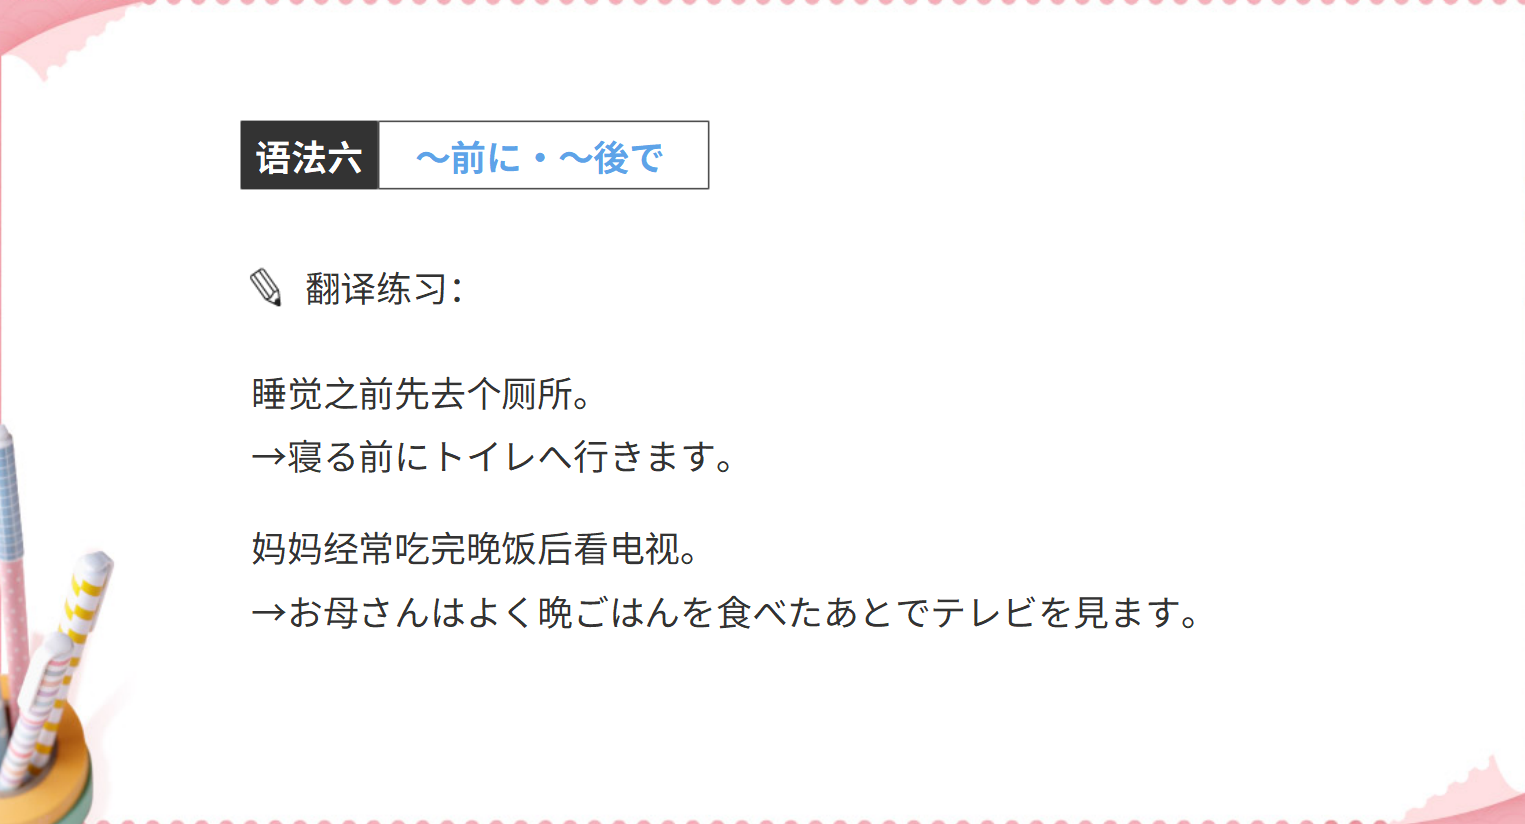 语法六 ～前に・～後で
翻译练习：
睡觉之前先去个厕所。
→寝る前にトイレへ行きます。
妈妈经常吃完晚饭后看电视。
→お母さんはよく晩ごはんを食べたあとでテレビを見ます。